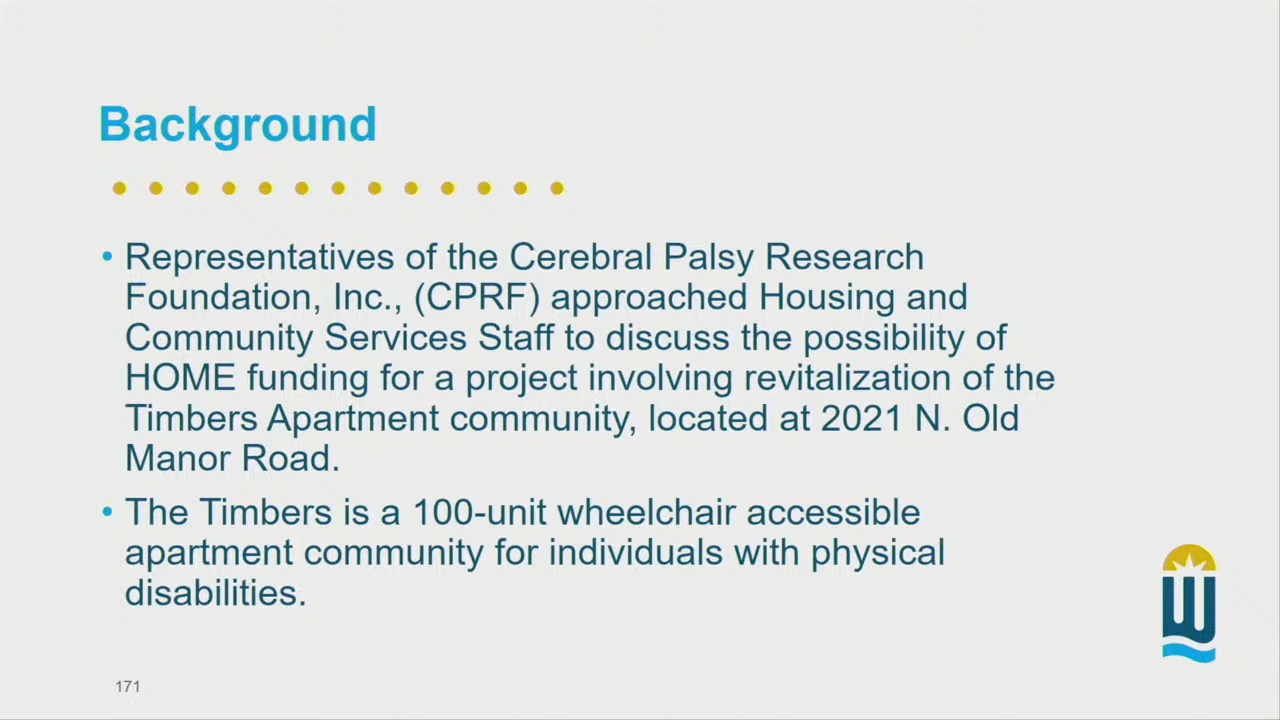 Background
• Representatives of the Cerebral Palsy Research
Foundation, Inc., (CPRF) approached Housing and
Community Services Staff to discuss the possibility of
HOME funding for a project involving revitalization of the
Timbers Apartment community, located at 2021 N. Old
Manor Road.
• The Timbers is a 100-unit wheelchair accessible
apartment community for individuals with physical
disabilities.
171